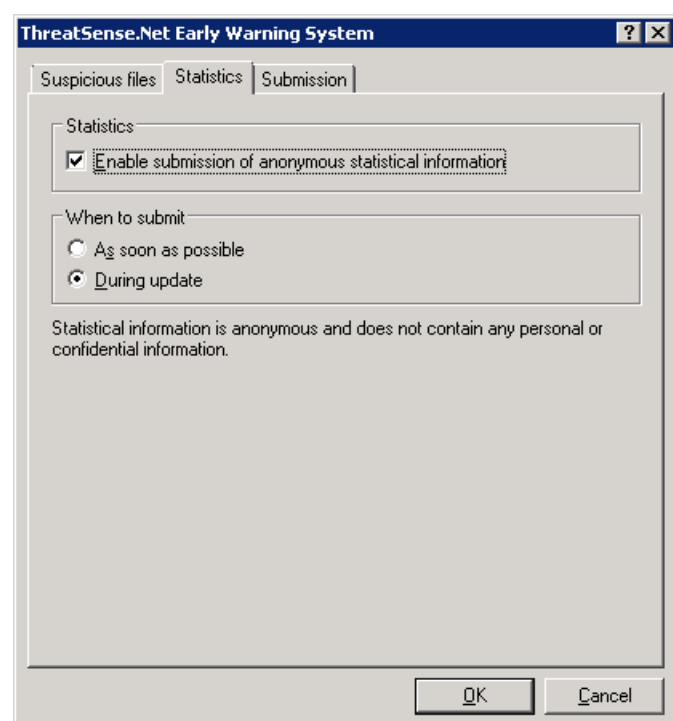 ThreatSense.Net Early Warning System
Suspicious files
Statistics
Submission
Statistics
Enable submission of anonymous statistical information
When to submit
As soon as possible
During update
Statistical information is anonymous and does not contain any personal or
confidential information.
OK
Cancel